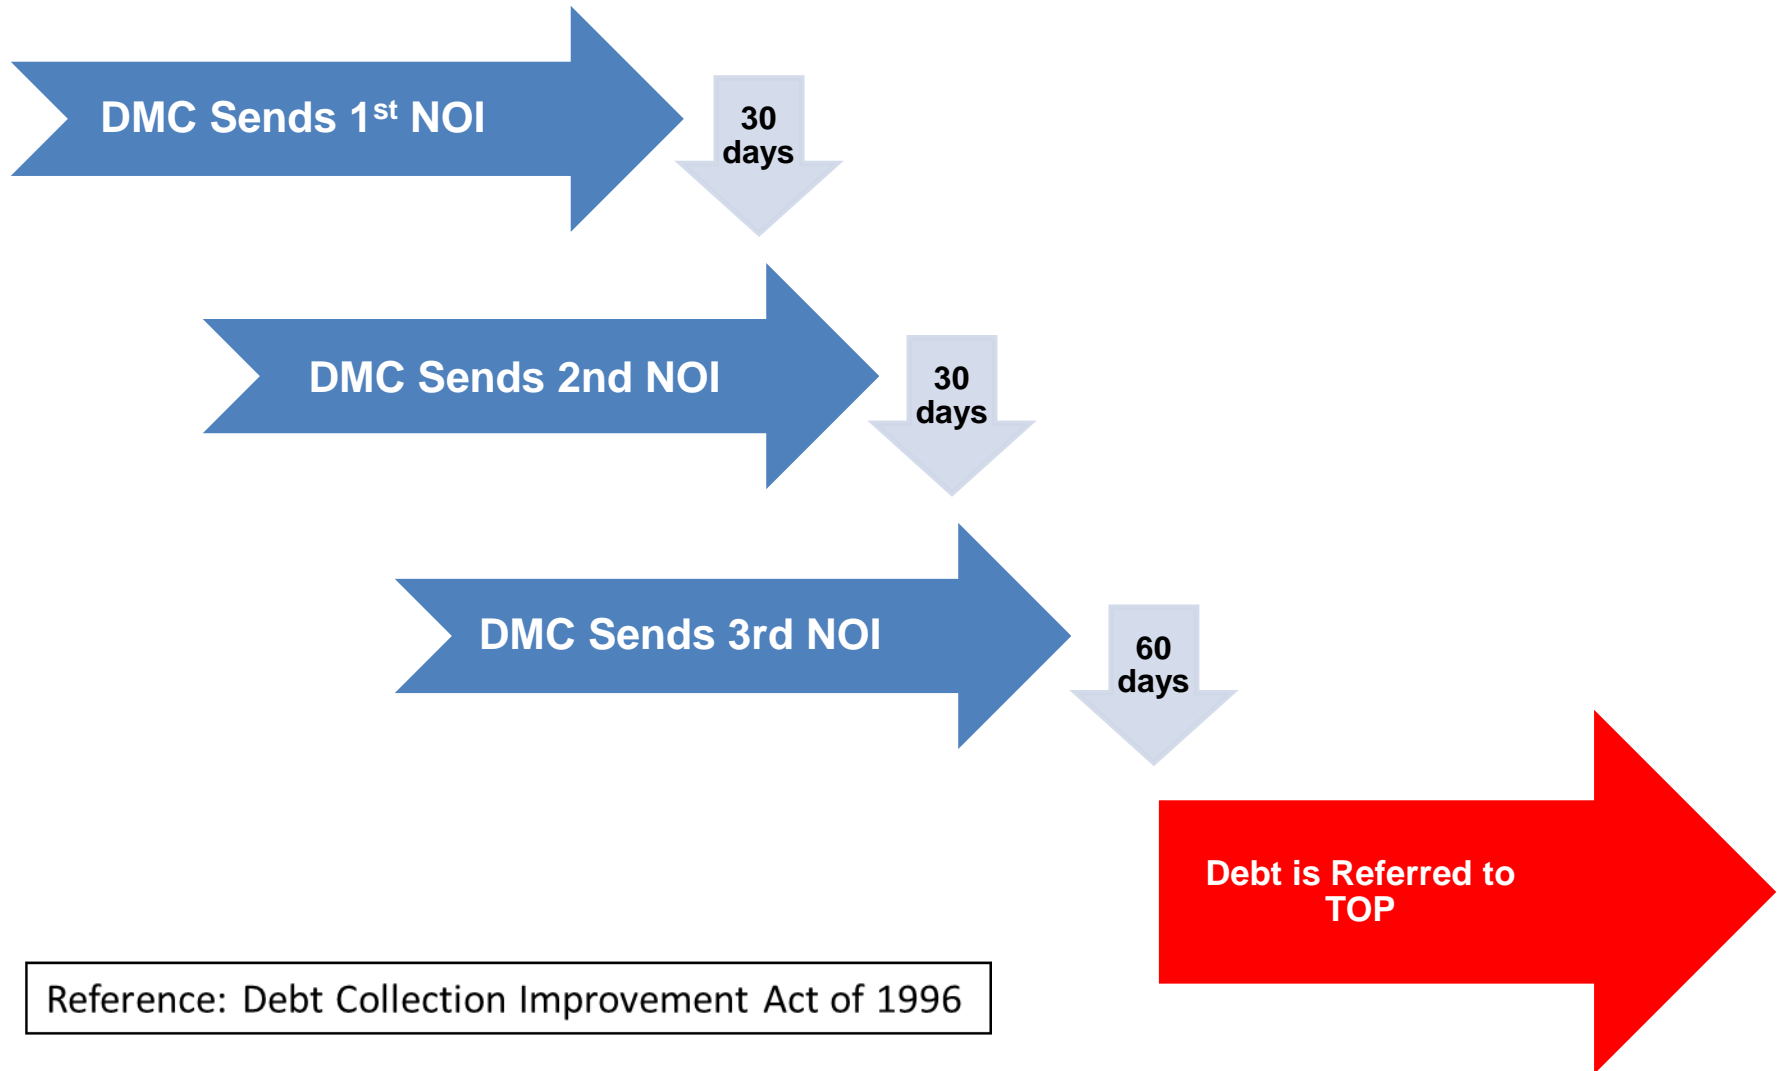 DMC Sends 1st NOI
30
days
DMC Sends 2nd NOI
30
days
DMC Sends 3rd NOI
60
days
Debt is Referred to
TOP
Reference: Debt Collection Improvement Act of 1996